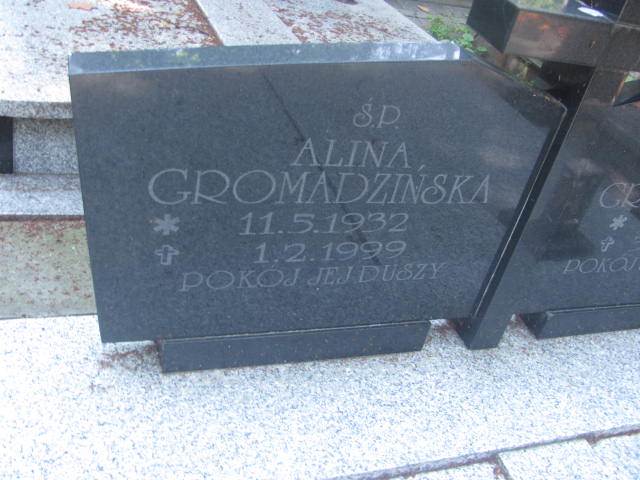 Ś.P.
ALINA
GROMADZIŃSKA
* 11.5.1932
✞ 1.2.1999
POKÓJ JEJ DUSZY